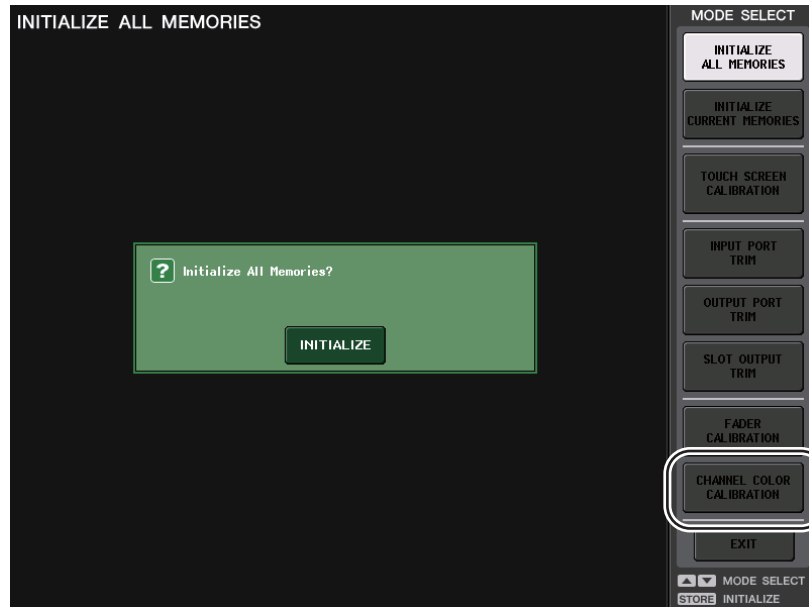 INITIALIZE ALL MEMORIES
? Initialize All Memories?
INITIALIZE
MODE SELECT
INITIALIZE
ALL MEMORIES
INITIALIZE
CURRENT MEMORIES
TOUCH SCREEN
CALIBRATION
INPUT PORT
TRIM
OUTPUT PORT
TRIM
SLOT OUTPUT
TRIM
FADER
CALIBRATION
CHANNEL COLOR
CALIBRATION
EXIT
MODE SELECT
STORE INITIALIZE